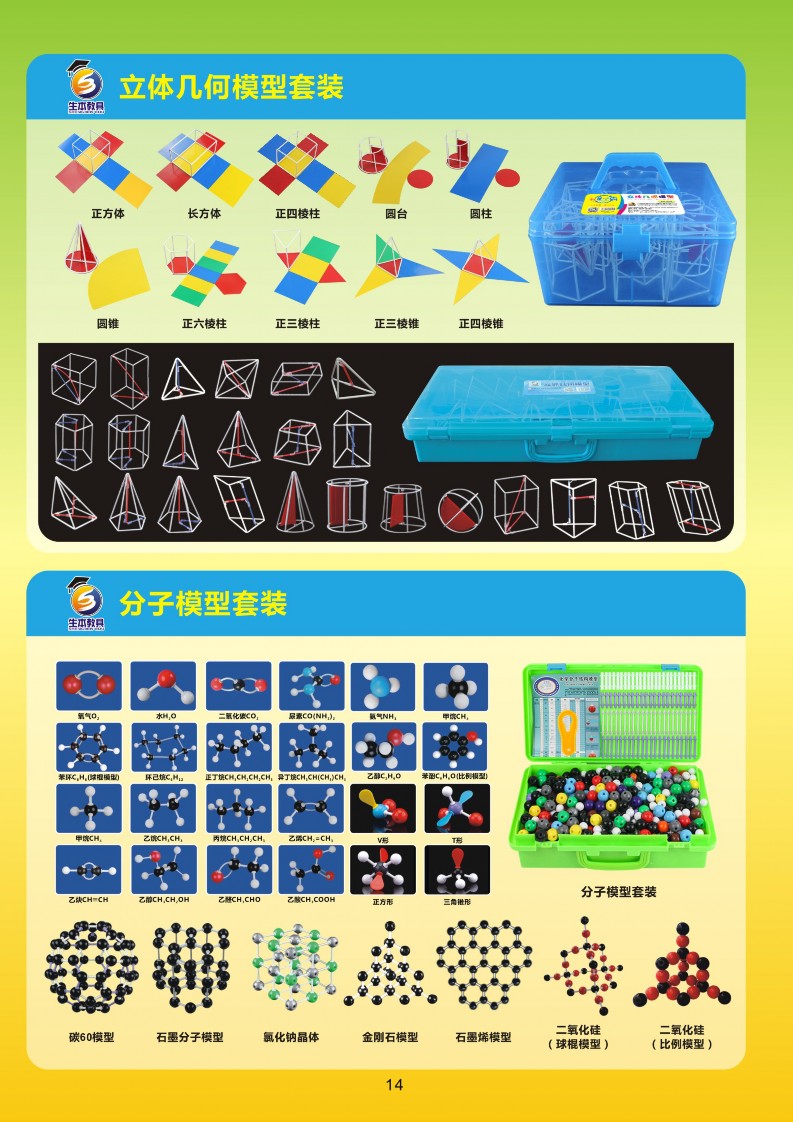 生本教具
立体几何模型套装
正方体 长方体 正四棱柱 圆台 圆柱
圆锥 正六棱柱 正三棱柱 正三棱锥 正四棱锥
生本教具
分子模型套装
氧气O₂ 水H₂O 二氧化碳CO₂ 尿素CO(NH₂)₂ 氨气NH₄ 甲烷CH₄
苯环C₆H₆(球棍模型) 环己烷C₆H₁₂ 正丁烷CH₃CH₂CH₂CH₃ 异丁烷CH₃CH(CH₃)CH₃ 乙醇C₂H₆O 苯酚C₆H₆O(比例模型)
甲烷CH₄ 乙烷CH₃CH₃ 丙烷CH₃CH₂CH₃ 乙烯CH₂=CH₂ V形 T形
乙炔CH≡CH 乙醇CH₃CH₂OH 乙醛CH₃CHO 乙酸CH₃COOH 正方形 三角锥形
分子模型套装
碳60模型 石墨分子模型 氯化钠晶体 金刚石模型 石墨烯模型 二氧化硅 二氧化硅
（球棍模型） （比例模型）
14